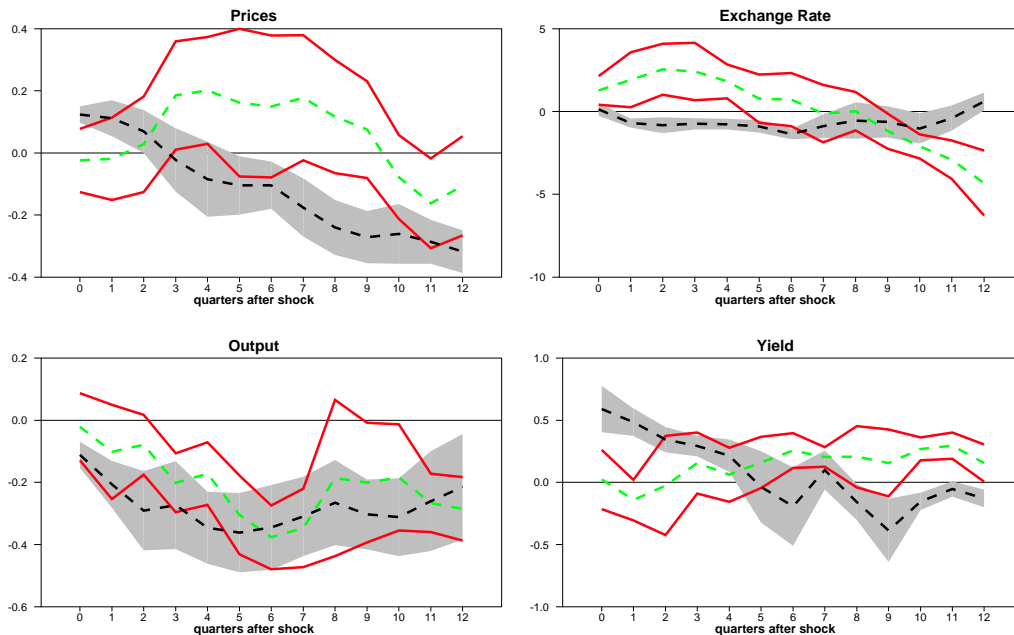 Prices
0.4
0.2
0.0
-0.2
-0.4
0 1 2 3 4 5 6 7 8 9 10 11 12
quarters after shock
Exchange Rate
5
0
-5
-10
0 1 2 3 4 5 6 7 8 9 10 11 12
quarters after shock
Output
0.2
0.0
-0.2
-0.4
-0.6
0 1 2 3 4 5 6 7 8 9 10 11 12
quarters after shock
Yield
1.0
0.5
0.0
-0.5
-1.0
0 1 2 3 4 5 6 7 8 9 10 11 12
quarters after shock